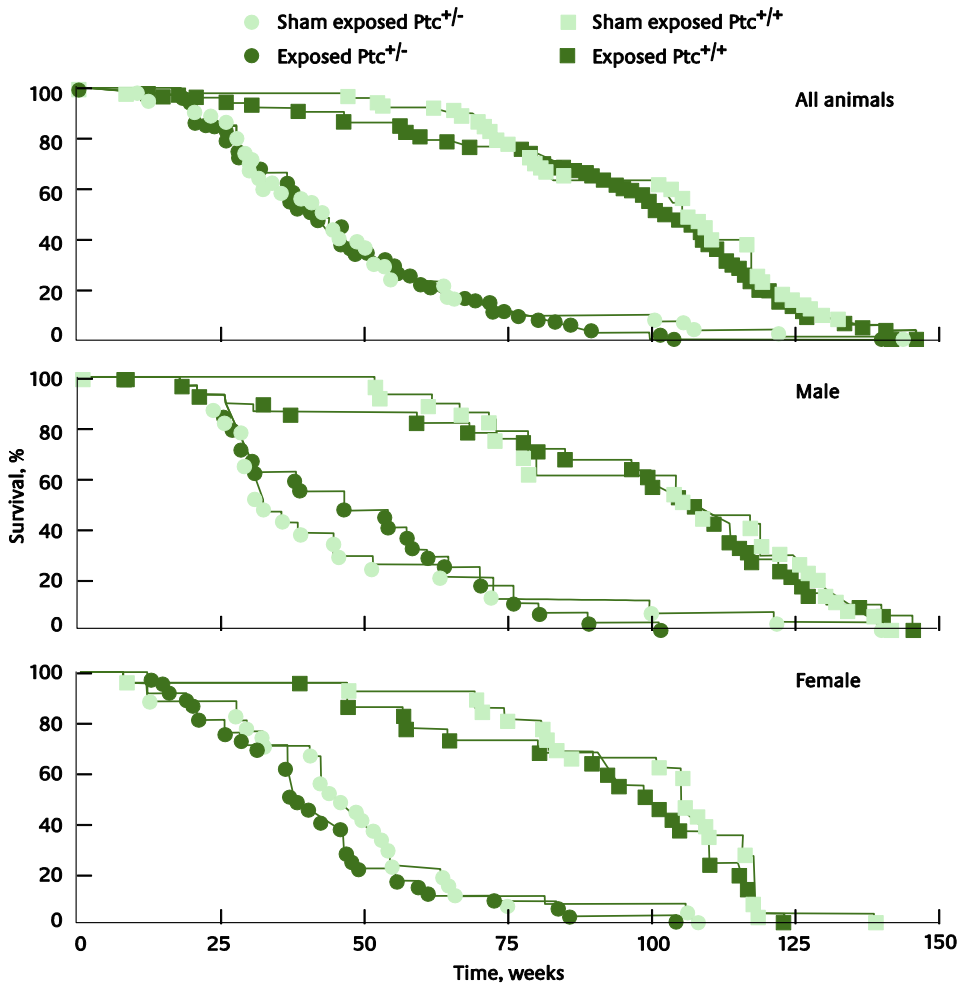 Sham exposed Ptc+/-
Sham exposed Ptc+/+
Exposed Ptc+/-
Exposed Ptc+/+
All animals
100
80
60
40
20
0
Male
100
80
60
40
20
0
Survival, %
Female
100
80
60
40
20
0
0 25 50 75 100 125 150
Time, weeks